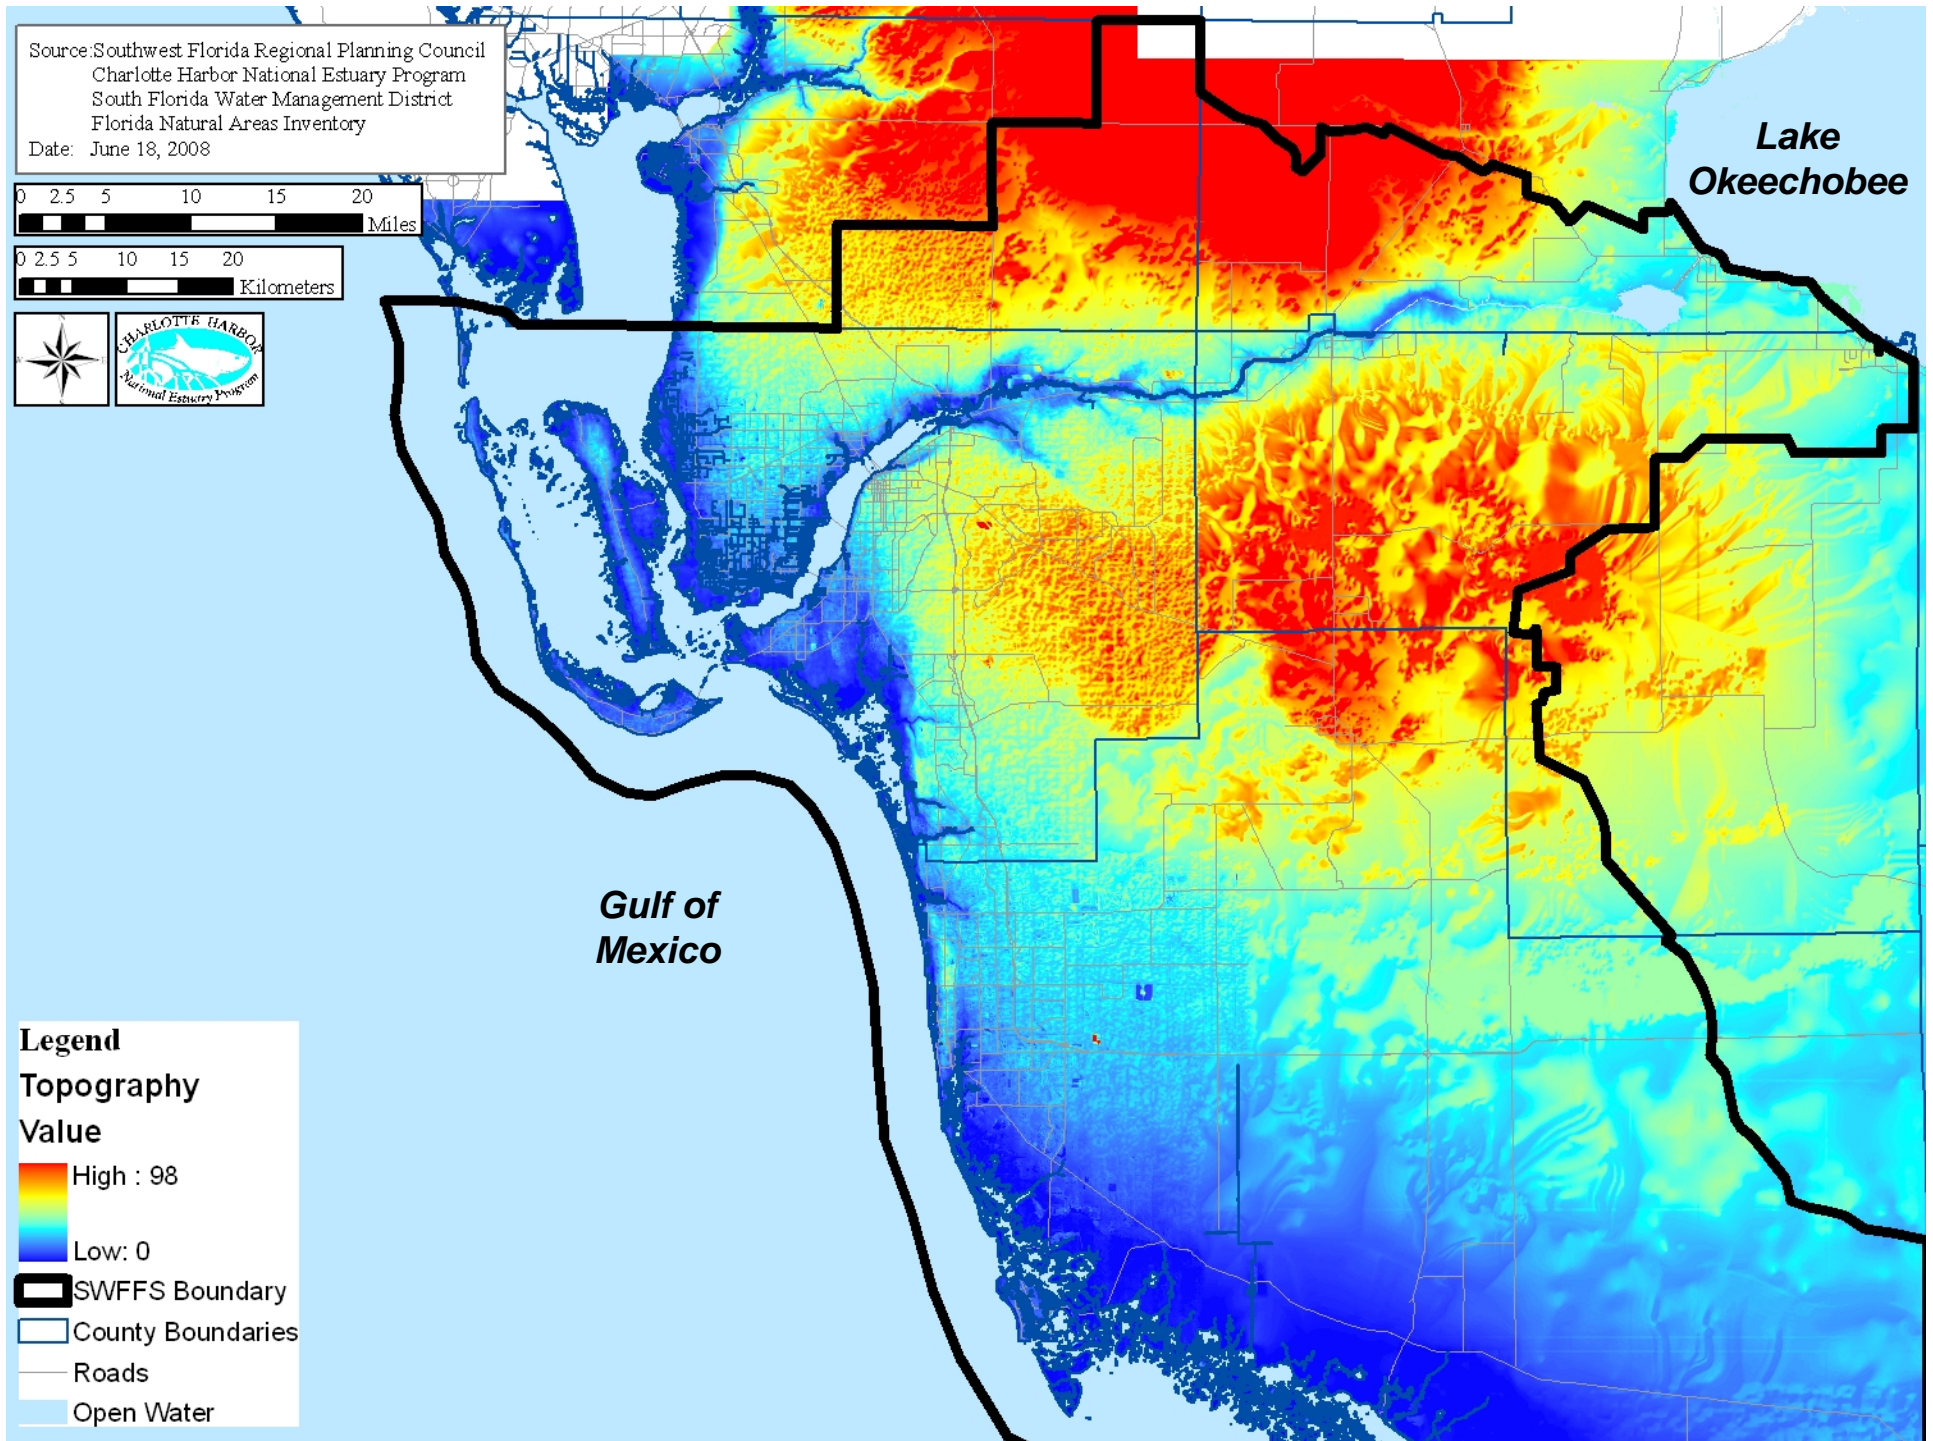 Source:Southwest Florida Regional Planning Council
Charlotte Harbor National Estuary Program
South Florida Water Management District
Florida Natural Areas Inventory
Date: June 18, 2008
0 2.5 5 10 15 20
Miles
0 2.5 5 10 15 20
Kilometers
CHARLOTTE HARBOR
National Estuary Program
Lake
Okeechobee
Gulf of
Mexico
Legend
Topography
Value
High : 98
Low: 0
SWFFS Boundary
County Boundaries
Roads
Open Water